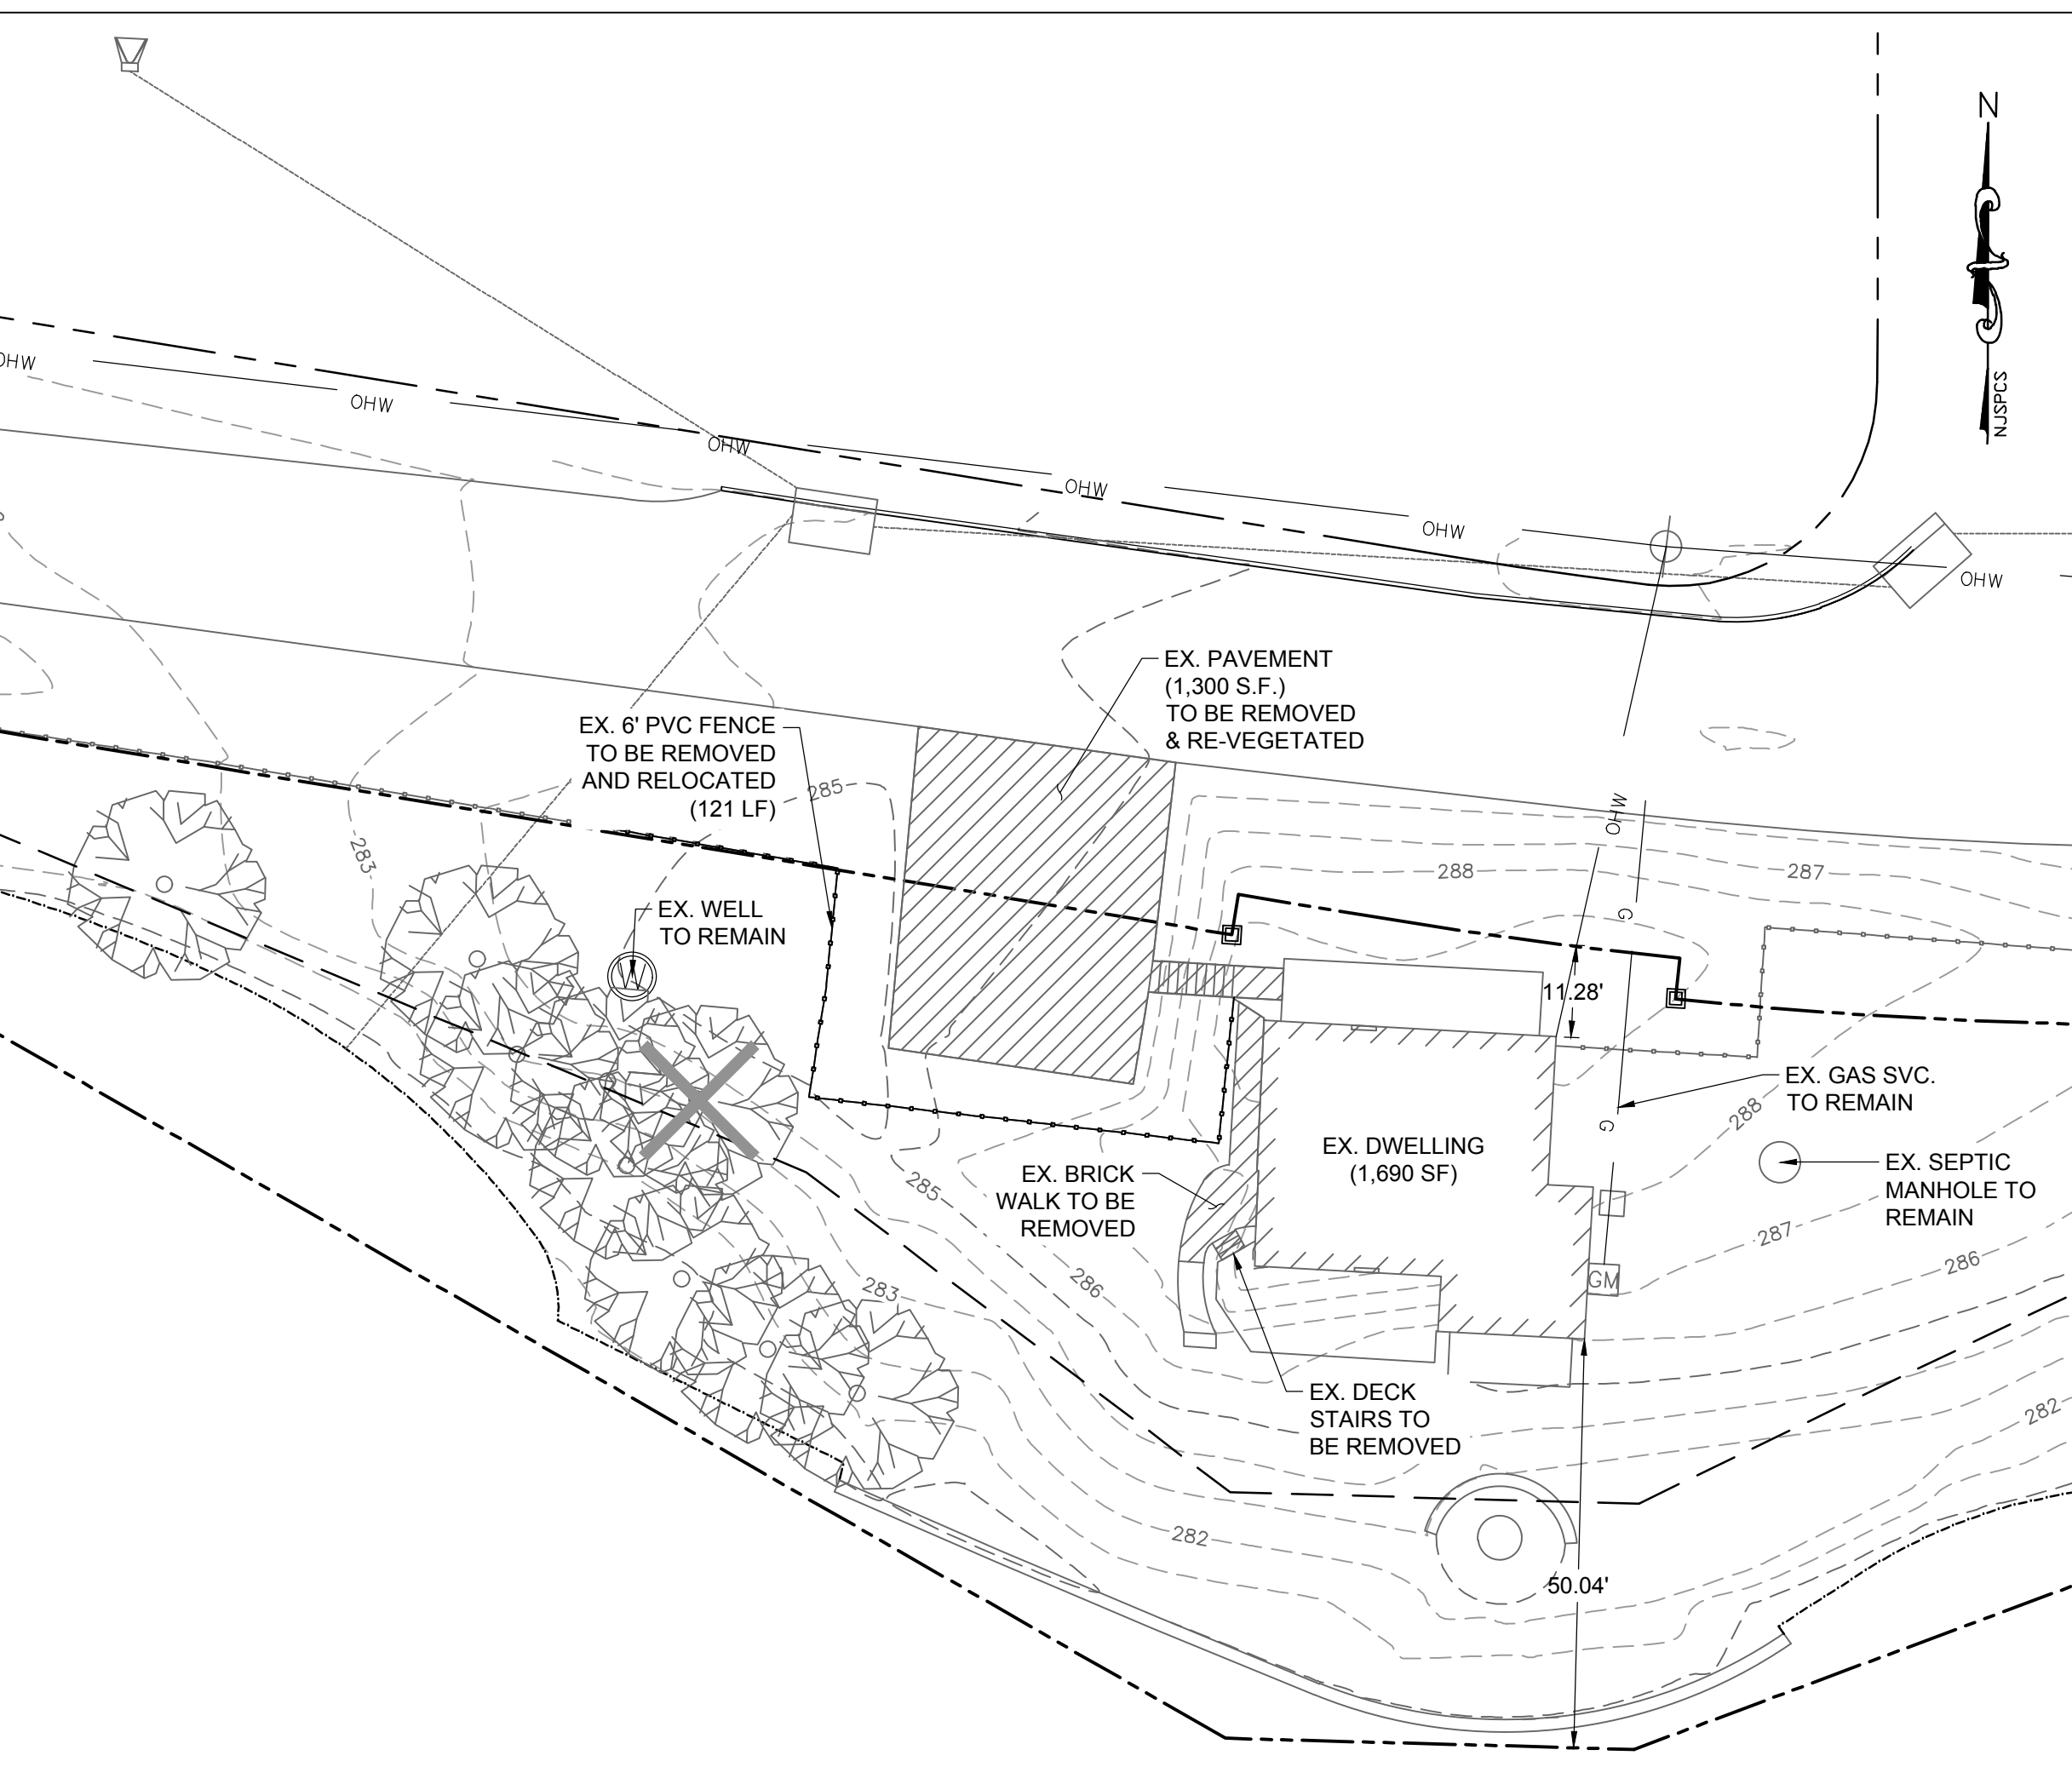 N
NJSPCS
OHW
OHW
OHW
OHW
OHW
OHW
EX. PAVEMENT
(1,300 S.F.)
TO BE REMOVED
& RE-VEGETATED
EX. 6' PVC FENCE
TO BE REMOVED
AND RELOCATED
(121 LF)
285
OHW
283
288
287
EX. WELL
TO REMAIN
W
G
11.28'
EX. GAS SVC.
TO REMAIN
288
G
EX. DWELLING
(1,690 SF)
EX. SEPTIC
MANHOLE TO
REMAIN
EX. BRICK
WALK TO BE
REMOVED
285
287
286
286
283
GM
EX. DECK
STAIRS TO
BE REMOVED
282
282
50.04'